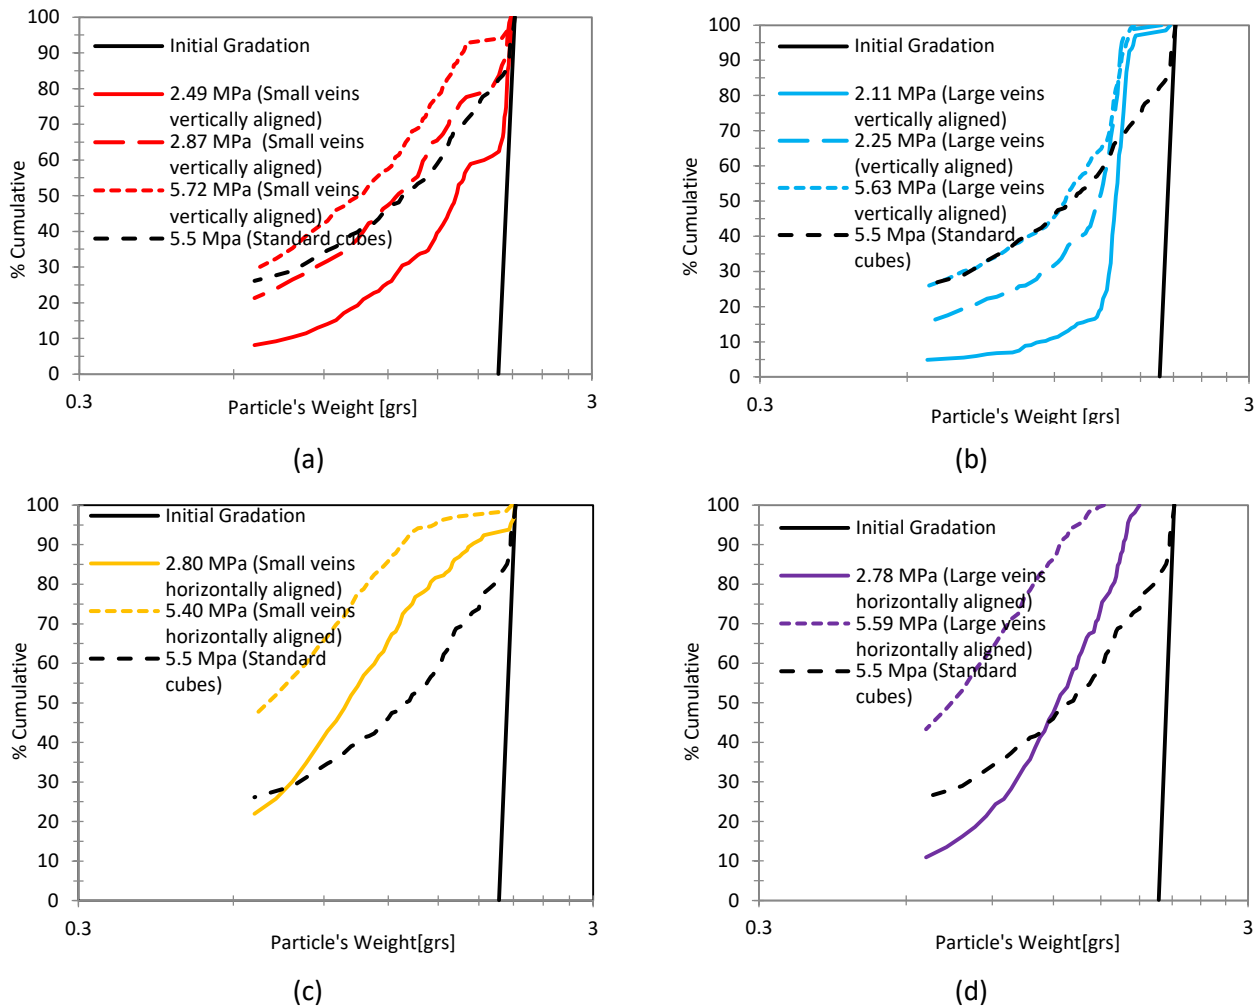 100
90
80
70
60
50
40
30
20
10
0
% Cumulative
Initial Gradation
2.49 MPa (Small veins
vertically aligned)
2.87 MPa (Small veins
vertically aligned)
5.72 MPa (Small veins
vertically aligned)
5.5 Mpa (Standard cubes)
0.3
3
Particle's Weight [grs]
(a)
100
90
80
70
60
50
40
30
20
10
0
% Cumulative
Initial Gradation
2.11 MPa (Large veins
vertically aligned)
2.25 MPa (Large veins
(vertically aligned)
5.63 MPa (Large veins
vertically aligned)
5.5 Mpa (Standard
cubes)
0.3
3
Particle's Weight [grs]
(b)
100
90
80
70
60
50
40
30
20
10
0
% Cumulative
Initial Gradation
2.80 MPa (Small veins
horizontally aligned)
5.40 MPa (Small veins
horizontally aligned)
5.5 Mpa (Standard
cubes)
0.3
3
Particle's Weight[grs]
(c)
100
90
80
70
60
50
40
30
20
10
0
% Cumulative
Initial Gradation
2.78 MPa (Large veins
horizontally aligned)
5.59 MPa (Large veins
horizontally aligned)
5.5 Mpa (Standard
cubes)
0.3
3
Particle's Weight[grs]
(d)